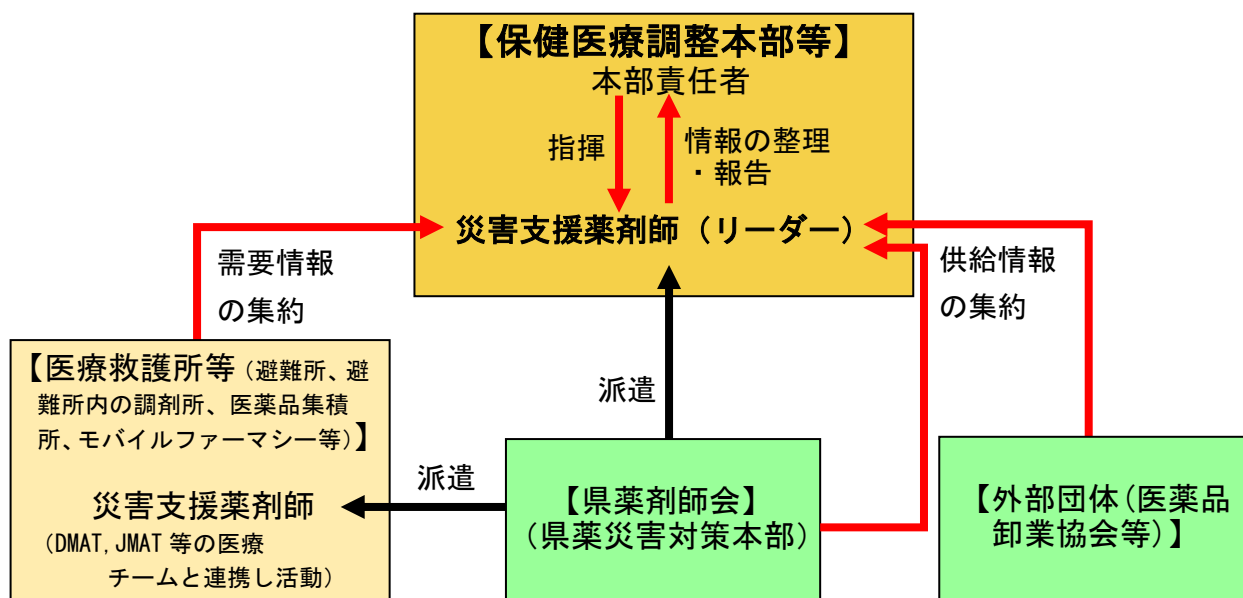 【保健医療調整本部等】
本部責任者
指揮
情報の整理
・報告
災害支援薬剤師（リーダー）
需要情報
の集約
供給情報
の集約
【医療救護所等（避難所、避
難所内の調剤所、医薬品集積
所、モバイルファーマシー等）】
災害支援薬剤師
（DMAT,JMAT 等の医療
チームと連携し活動）
派遣
派遣
【県薬剤師会】
（県薬災害対策本部）
【外部団体（医薬品
卸業協会等）】